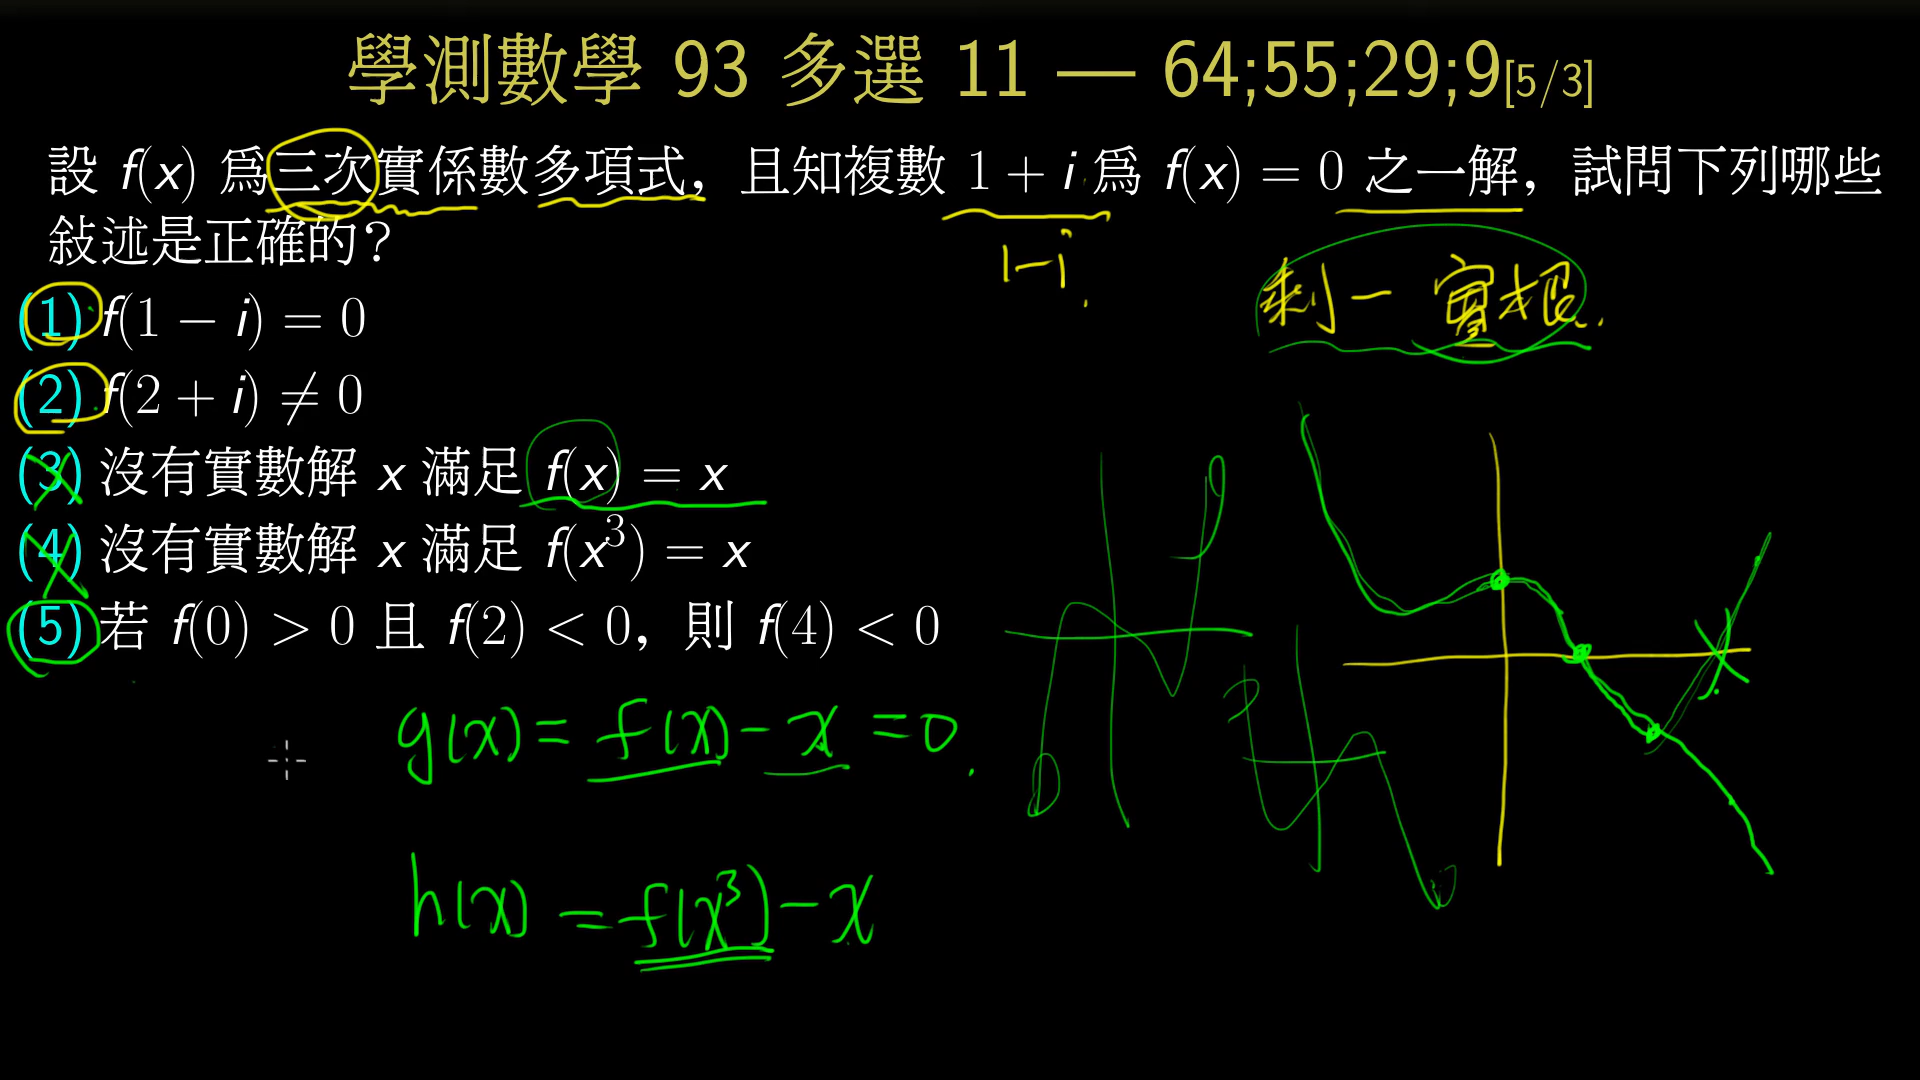 學測數學 93 多選 11 — 64;55;29;9[5/3]
設 f(x) 爲三次實係數多項式，且知複數 1 + i 爲 f(x) = 0 之一解，試問下列哪些
敍述是正確的？
1-i
剩一實根
(1) f(1 − i) = 0
(2) f(2 + i) ≠ 0
(3) 沒有實數解 x 滿足 f(x) = x
(4) 沒有實數解 x 滿足 f(x³) = x
(5) 若 f(0) > 0 且 f(2) < 0，則 f(4) < 0
g(x) = f(x) - x = 0
h(x) = f(x³) - x